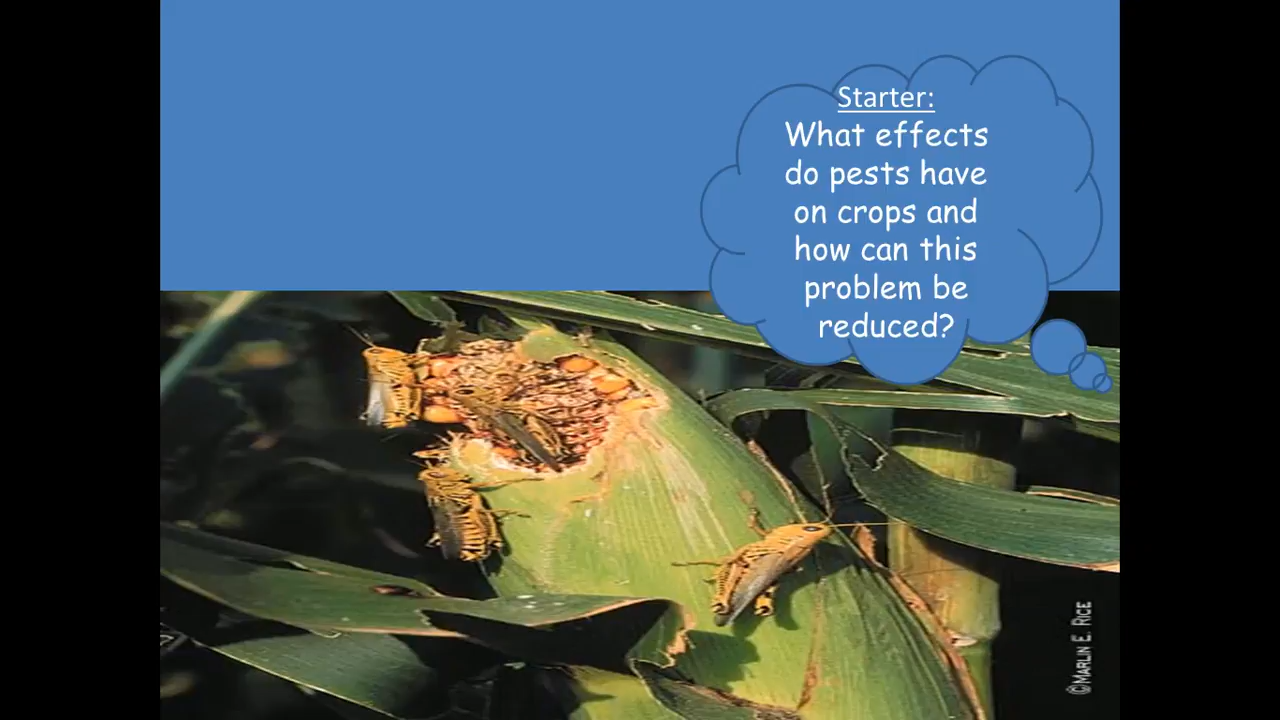 Starter:
What effects
do pests have
on crops and
how can this
problem be
reduced?
©MARLIN E. RICE